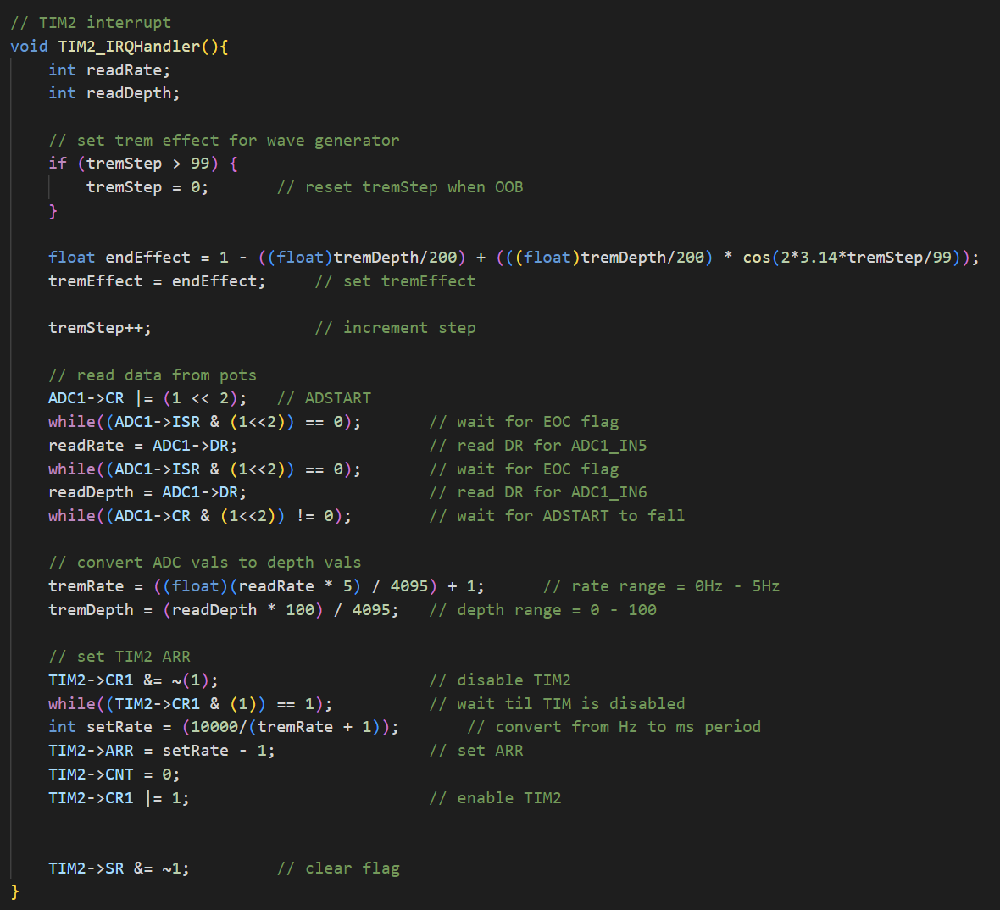 // TIM2 interrupt
void TIM2_IRQHandler(){
    int readRate;
    int readDepth;

    // set trem effect for wave generator
    if (tremStep > 99) {
        tremStep = 0;       // reset tremStep when OOB
    }

    float endEffect = 1 - ((float)tremDepth/200) + (((float)tremDepth/200) * cos(2*3.14*tremStep/99));
    tremEffect = endEffect;     // set tremEffect

    tremStep++;                 // increment step

    // read data from pots
    ADC1->CR |= (1 << 2);   // ADSTART
    while((ADC1->ISR & (1<<2)) == 0);       // wait for EOC flag
    readRate = ADC1->DR;                    // read DR for ADC1_IN5
    while((ADC1->ISR & (1<<2)) == 0);       // wait for EOC flag
    readDepth = ADC1->DR;                   // read DR for ADC1_IN6
    while((ADC1->CR & (1<<2)) != 0);        // wait for ADSTART to fall

    // convert ADC vals to depth vals
    tremRate = ((float)(readRate * 5) / 4095) + 1;      // rate range = 0Hz - 5Hz
    tremDepth = (readDepth * 100) / 4095;   // depth range = 0 - 100

    // set TIM2 ARR
    TIM2->CR1 &= ~(1);                      // disable TIM2
    while((TIM2->CR1 & (1)) == 1);          // wait til TIM is disabled
    int setRate = (10000/(tremRate + 1));       // convert from Hz to ms period
    TIM2->ARR = setRate - 1;                // set ARR
    TIM2->CNT = 0;
    TIM2->CR1 |= 1;                         // enable TIM2


    TIM2->SR &= ~1;         // clear flag
}